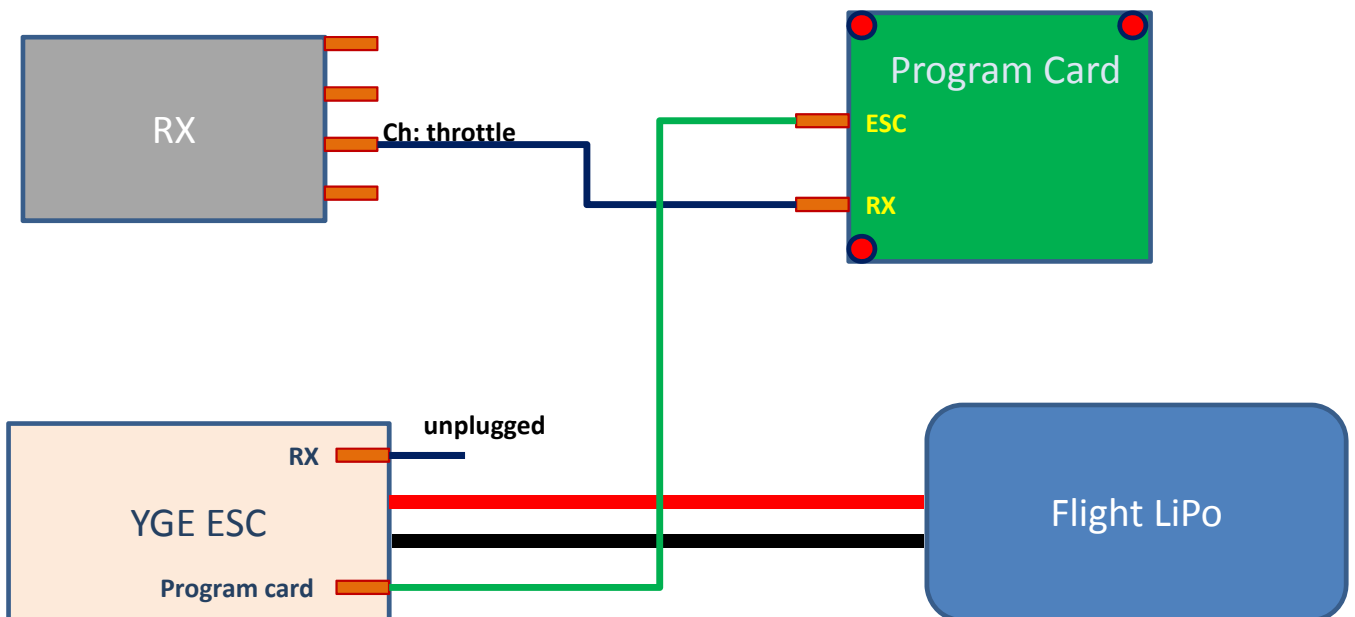 Program Card
RX
Ch: throttle
ESC
RX
unplugged
RX
YGE ESC
Flight LiPo
Program card